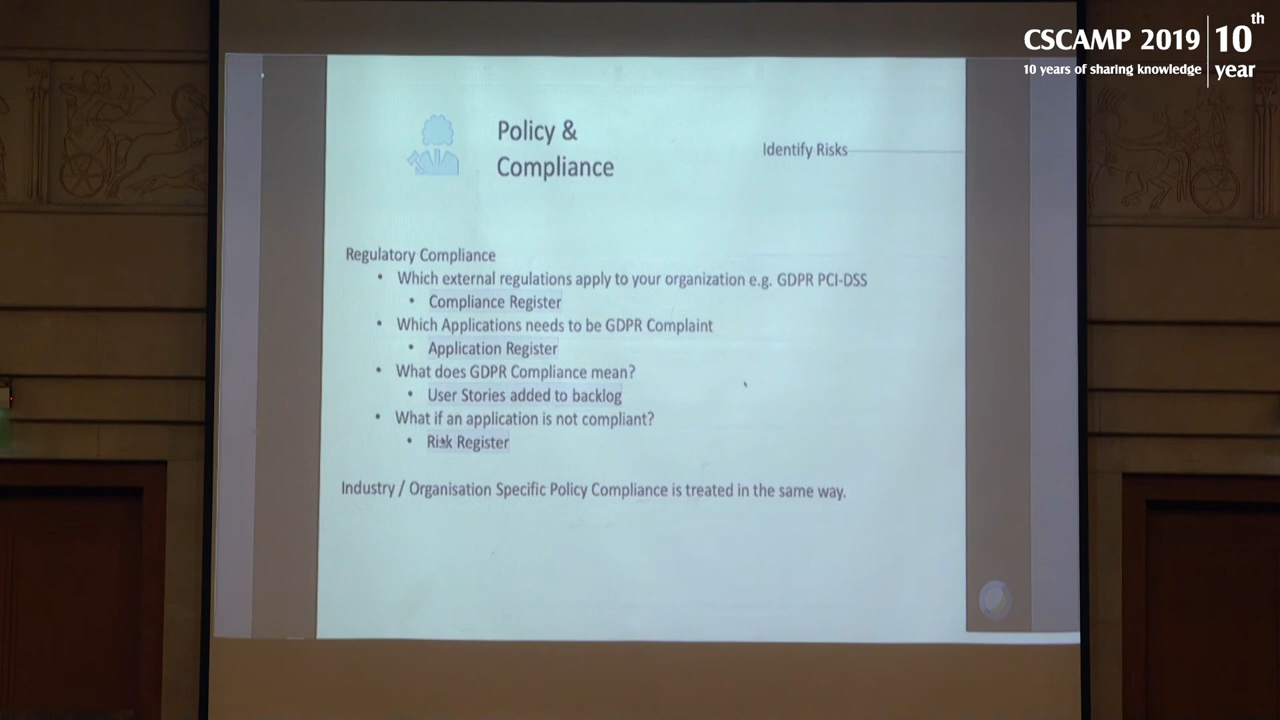 CSCAMP 2019
10 years of sharing knowledge
10th
year
Policy &
Compliance
Identify Risks
Regulatory Compliance
• Which external regulations apply to your organization e.g. GDPR PCI-DSS
• Compliance Register
• Which Applications needs to be GDPR Complaint
• Application Register
• What does GDPR Compliance mean?
• User Stories added to backlog
• What if an application is not compliant?
• Risk Register
Industry / Organisation Specific Policy Compliance is treated in the same way.